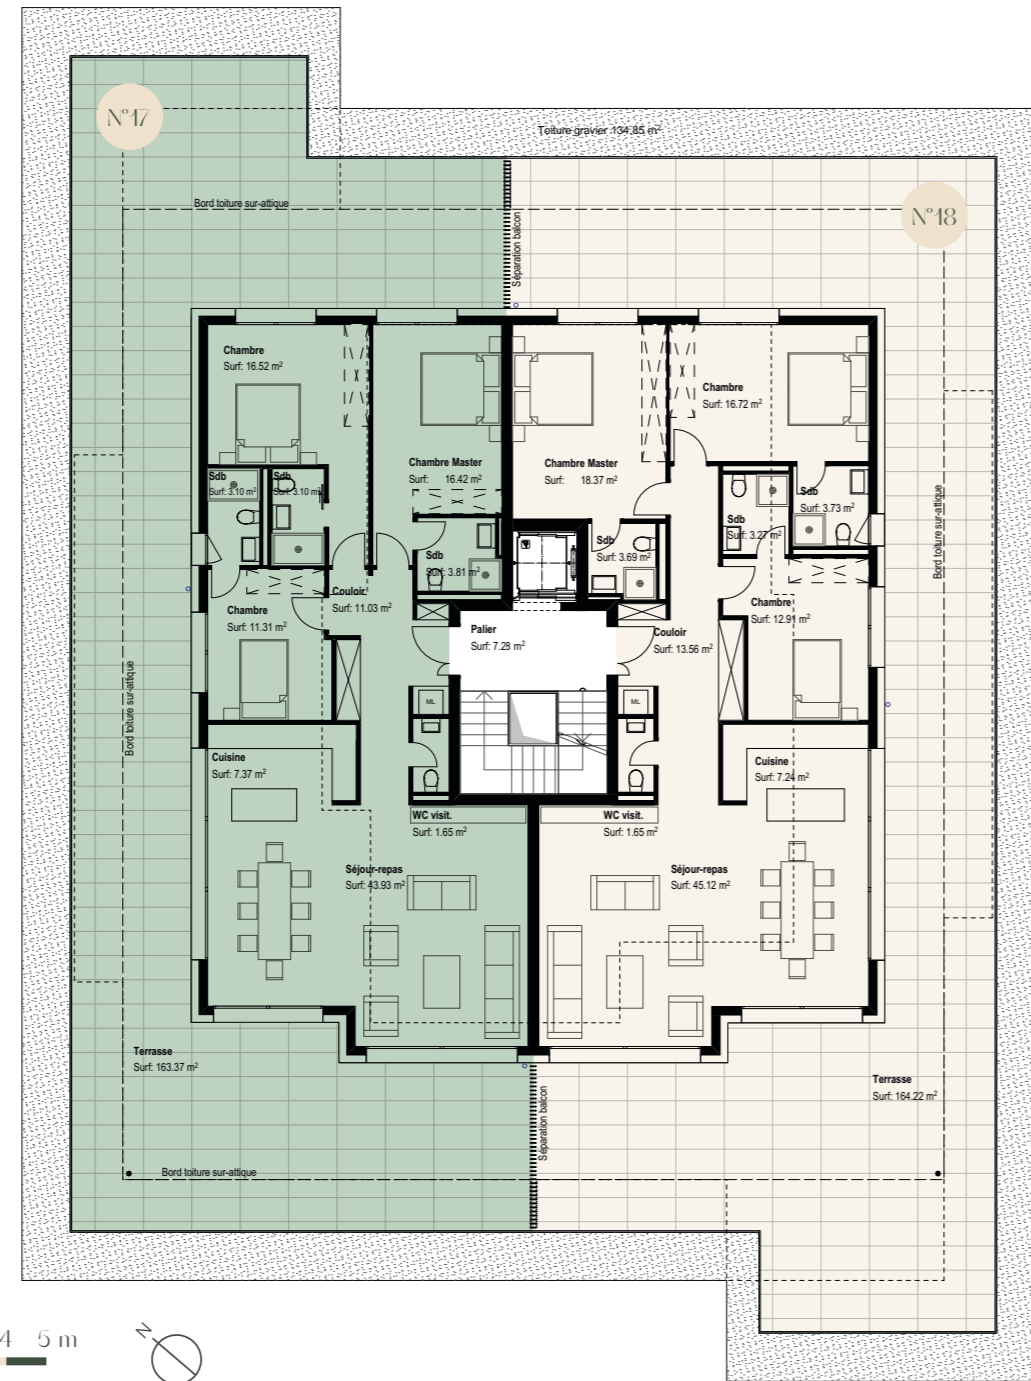 N°17
Toiture gravier 134.85 m²
Bord toiture sur-attique
Séparation balcon
N°18
Chambre
Surf: 16.52 m²
Chambre
Surf: 16.72 m²
Chambre Master
Surf: 16.42 m²
Chambre Master
Surf: 18.37 m²
Sdb
Surf: 3.10 m²
Sdb
Surf: 3.10 m²
Sdb
Surf: 3.73 m²
Sdb
Surf: 3.27 m²
Sdb
Surf: 3.69 m²
Sdb
Surf: 3.81 m²
Bord toiture sur-attique
Couloir
Surf: 11.03 m²
Chambre
Surf: 11.31 m²
Chambre
Surf: 12.91 m²
Palier
Surf: 7.28 m²
Couloir
Surf: 13.56 m²
Bord toiture sur-attique
ML
ML
Cuisine
Surf: 7.37 m²
Cuisine
Surf: 7.24 m²
WC visit.
Surf: 1.65 m²
WC visit.
Surf: 1.65 m²
Séjour-repas
Surf: 43.93 m²
Séjour-repas
Surf: 45.12 m²
Terrasse
Surf: 163.37 m²
Terrasse
Surf: 164.22 m²
Séparation balcon
Bord toiture sur-attique
4 5 m
N